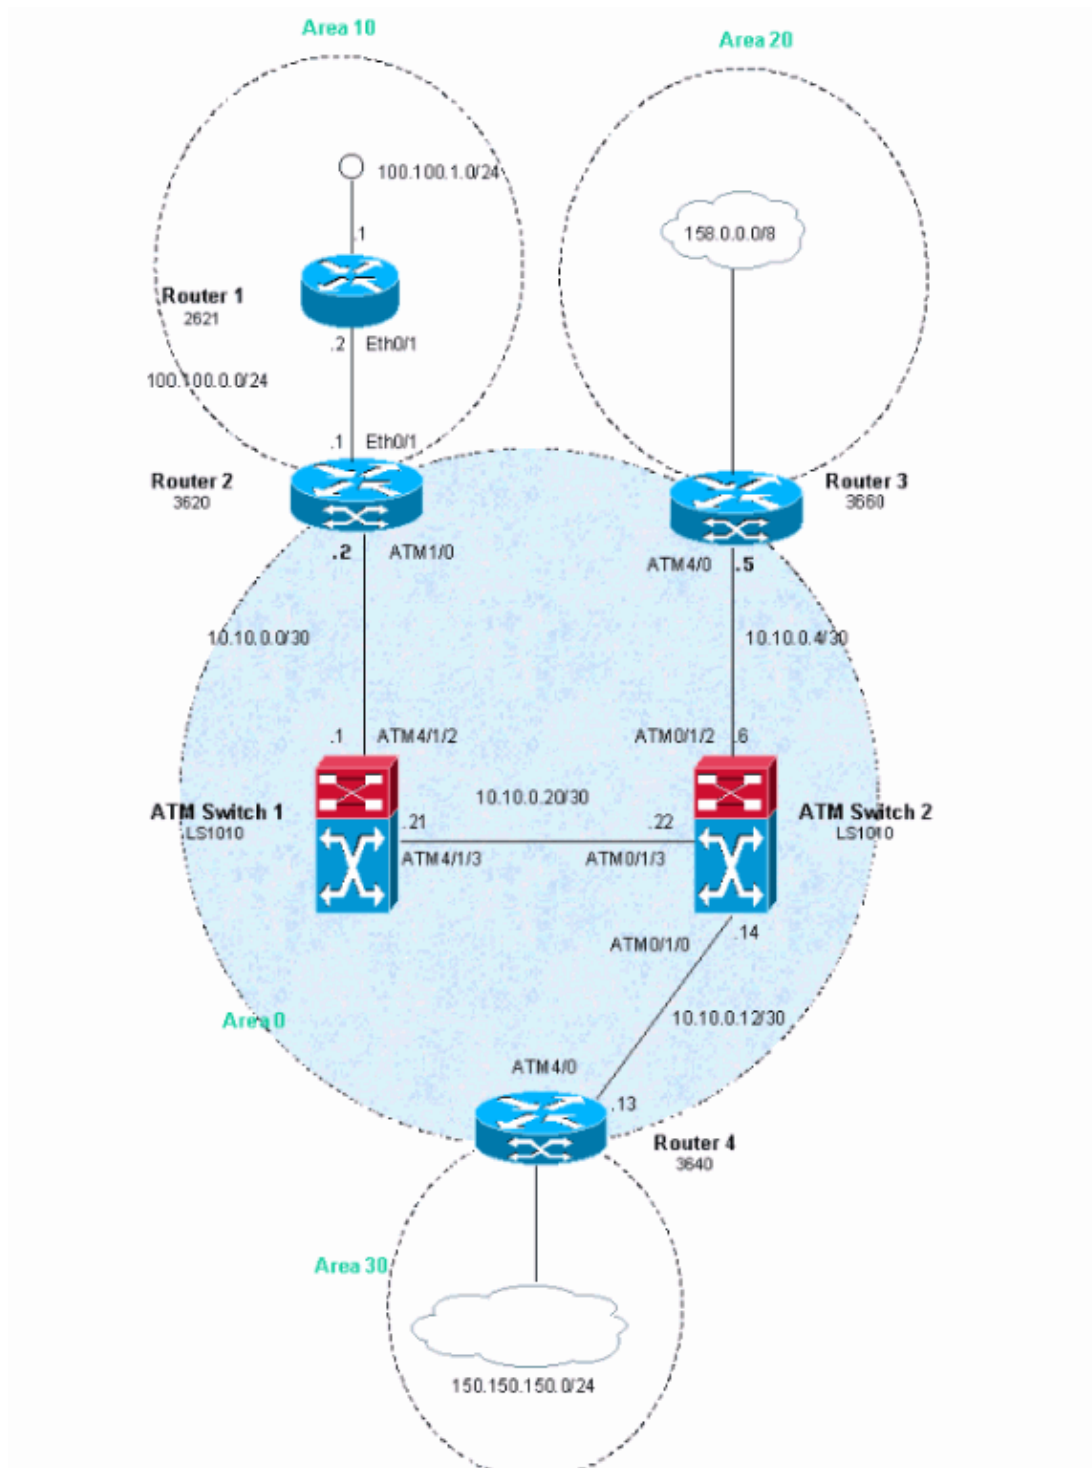 Area 10
Area 20
100.100.1.0/24
158.0.0.0/8
.1
Router 1
2621
.2 Eth0/1
100.100.0.0/24
.1 Eth0/1
Router 2
3620
Router 3
3660
.2 ATM1/0
ATM4/0 .5
10.10.0.0/30
10.10.0.4/30
.1 ATM4/1/2
ATM0/1/2 .6
10.10.0.20/30
ATM Switch 1
LS1010
ATM Switch 2
LS1010
.21
.22
ATM4/1/3
ATM0/1/3
.14
ATM0/1/0
10.10.0.12/30
Area 0
ATM4/0
.13
Router 4
3640
Area 30
150.150.150.0/24